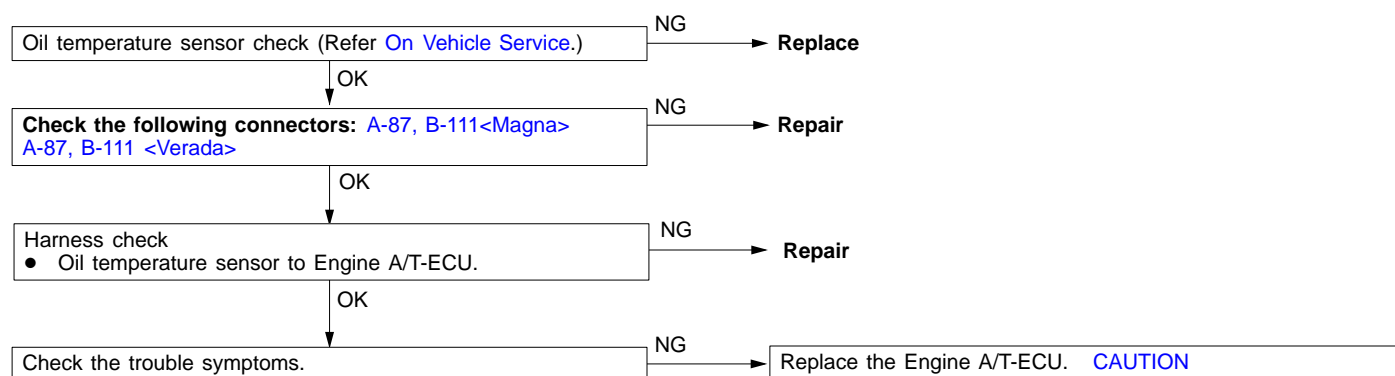 NG
Oil temperature sensor check (Refer On Vehicle Service.)
Replace
OK
NG
Check the following connectors: A-87, B-111<Magna>
A-87, B-111 <Verada>
Repair
OK
NG
Harness check
● Oil temperature sensor to Engine A/T-ECU.
Repair
OK
NG
Check the trouble symptoms.
Replace the Engine A/T-ECU. CAUTION